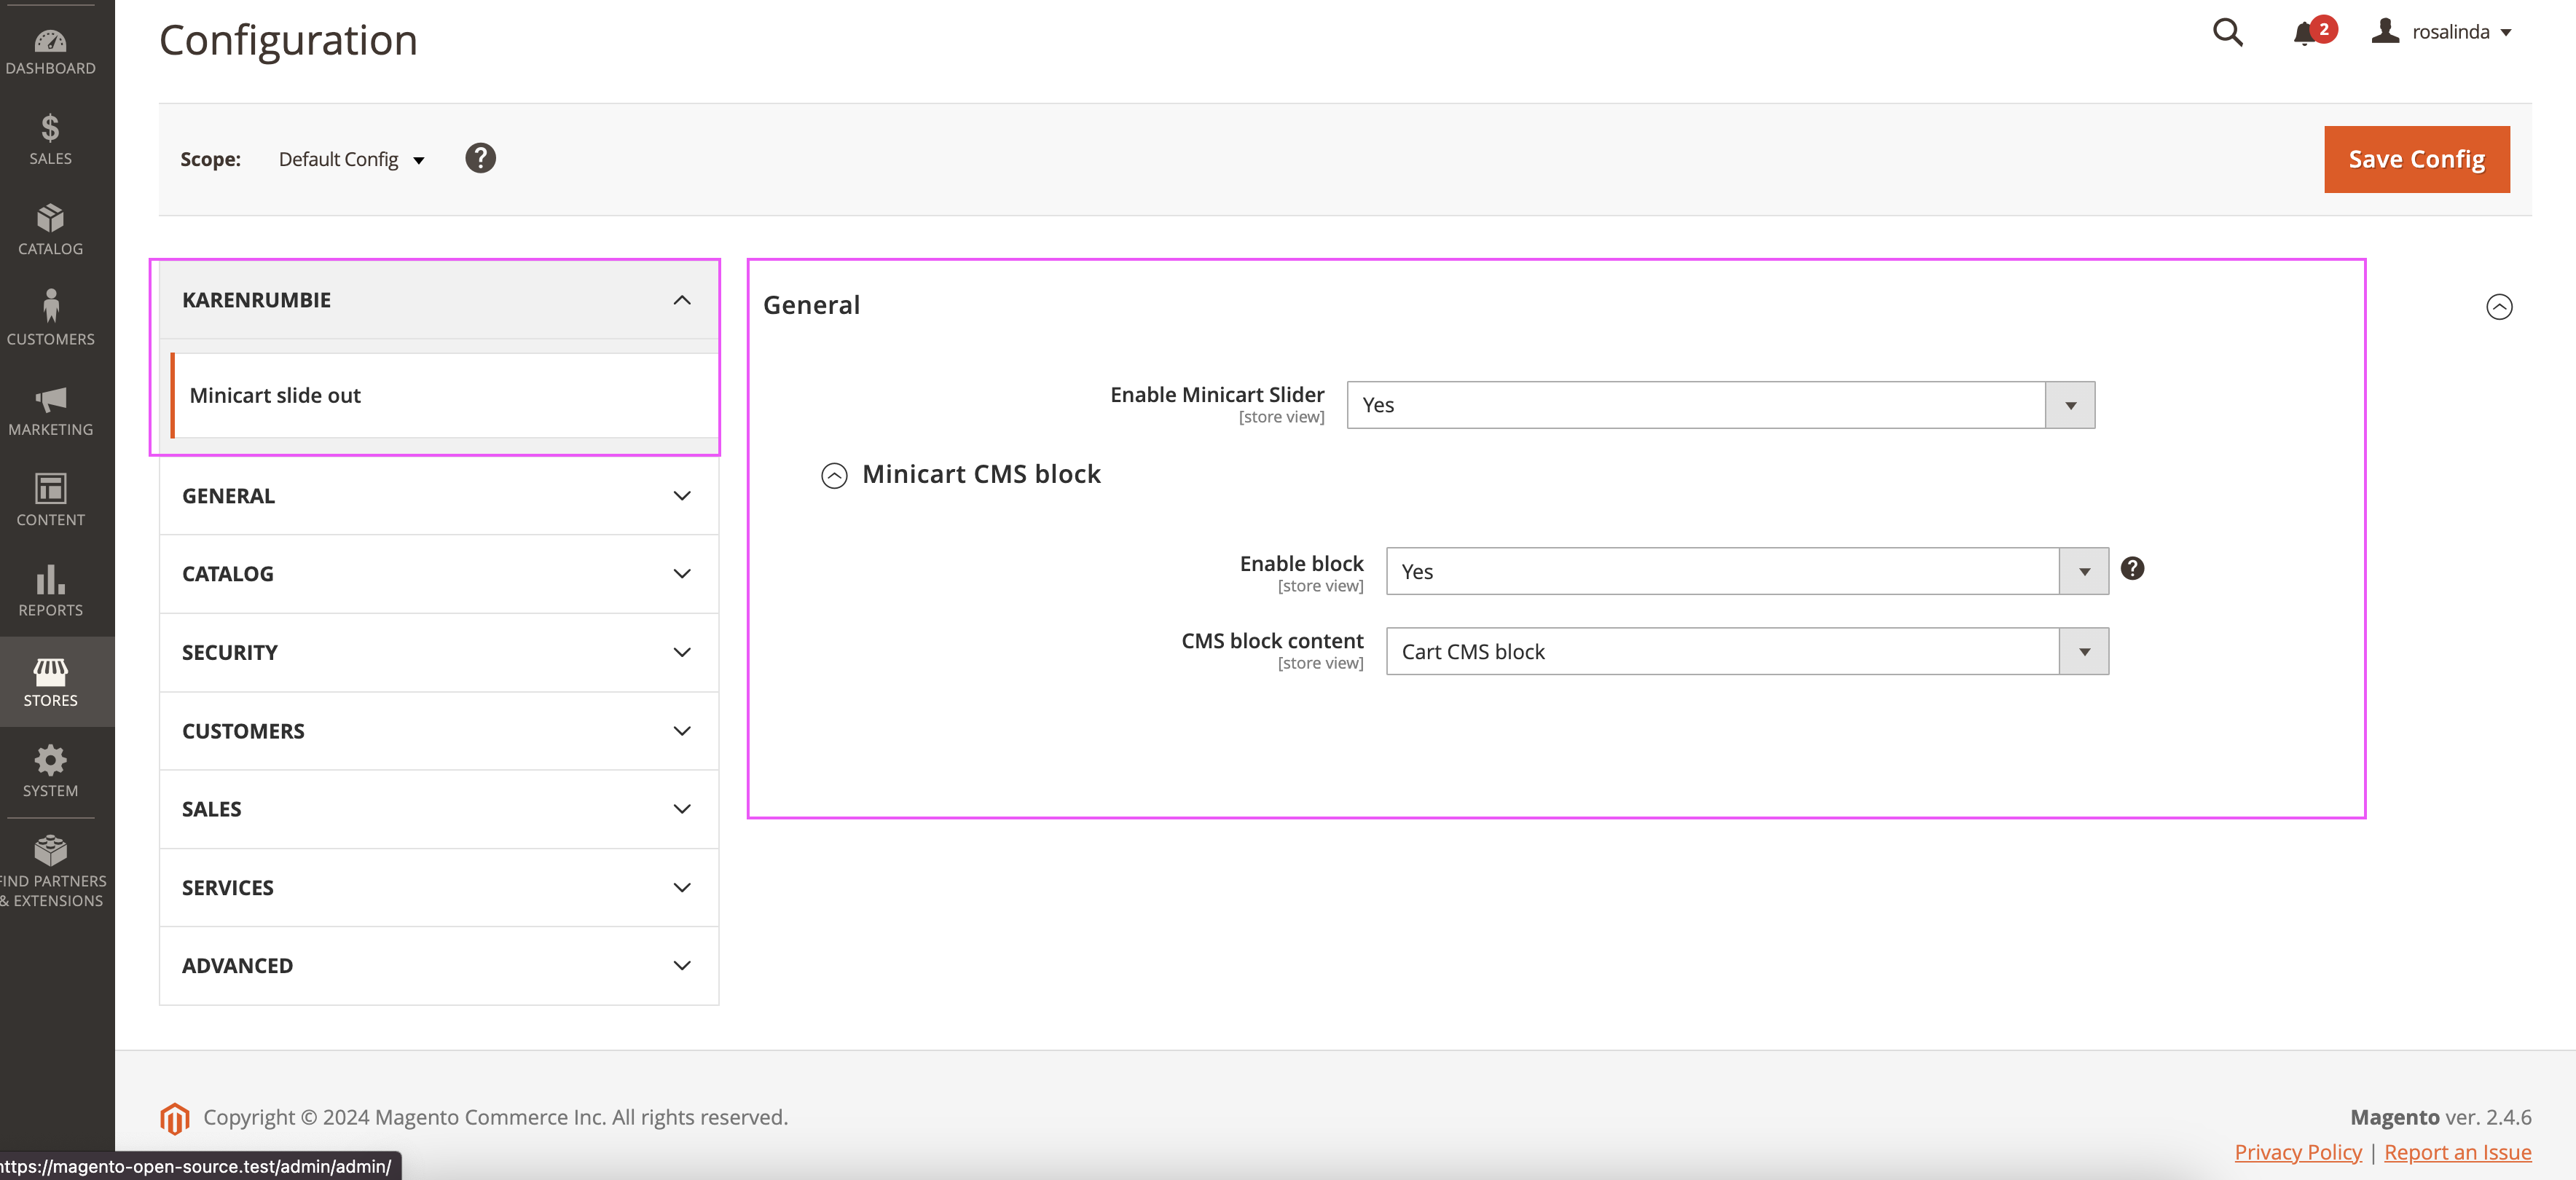 Configuration
2
rosalinda
DASHBOARD
SALES
CATALOG
CUSTOMERS
MARKETING
CONTENT
REPORTS
STORES
SYSTEM
FIND PARTNERS
& EXTENSIONS
Scope: Default Config ?
Save Config
KARENRUMBIE
Minicart slide out
GENERAL
CATALOG
SECURITY
CUSTOMERS
SALES
SERVICES
ADVANCED
General
Enable Minicart Slider Yes
[store view]
Minicart CMS block
Enable block Yes ?
[store view]
CMS block content Cart CMS block
[store view]
Copyright © 2024 Magento Commerce Inc. All rights reserved.
Magento ver. 2.4.6
Privacy Policy | Report an Issue
https://magento-open-source.test/admin/admin/